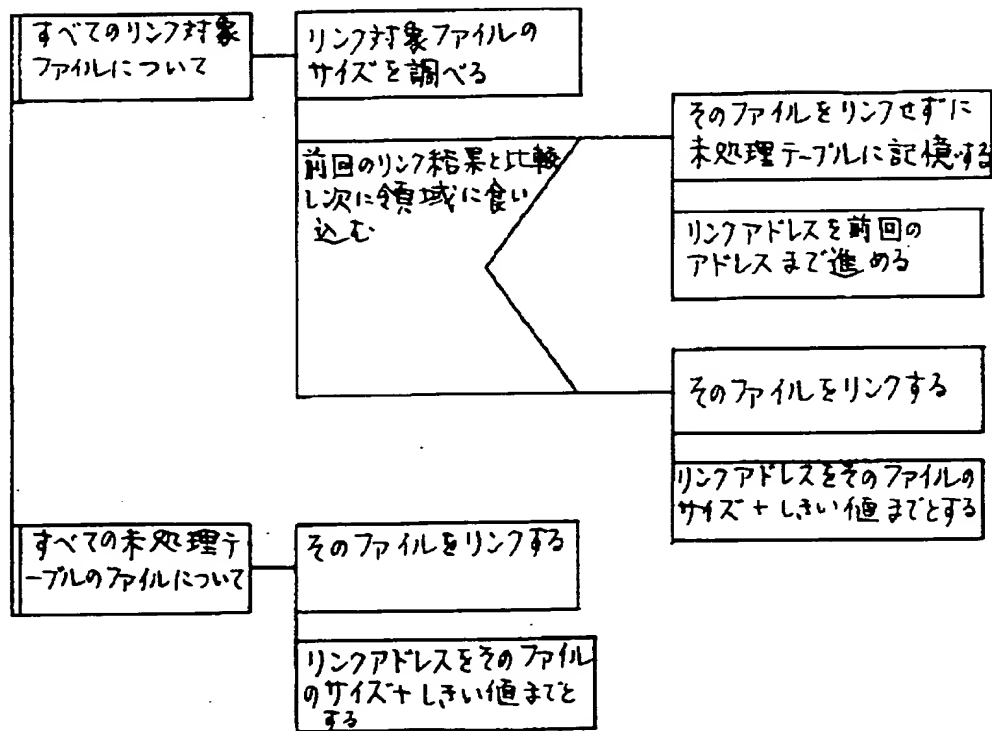 すべてのリンク対象
ファイルについて
リンク対象ファイルの
サイズを調べる
前回のリンク結果と比較
し次に領域に食い
込む
そのファイルをリンクせずに
未処理テーブルに記憶する
リンクアドレスを前回の
アドレスまで進める
そのファイルをリンクする
リンクアドレスをそのファイルの
サイズ+しきい値までとする
すべての未処理テ
ーブルのファイルについて
そのファイルをリンクする
リンクアドレスをそのファイル
のサイズ+しきい値までと
する